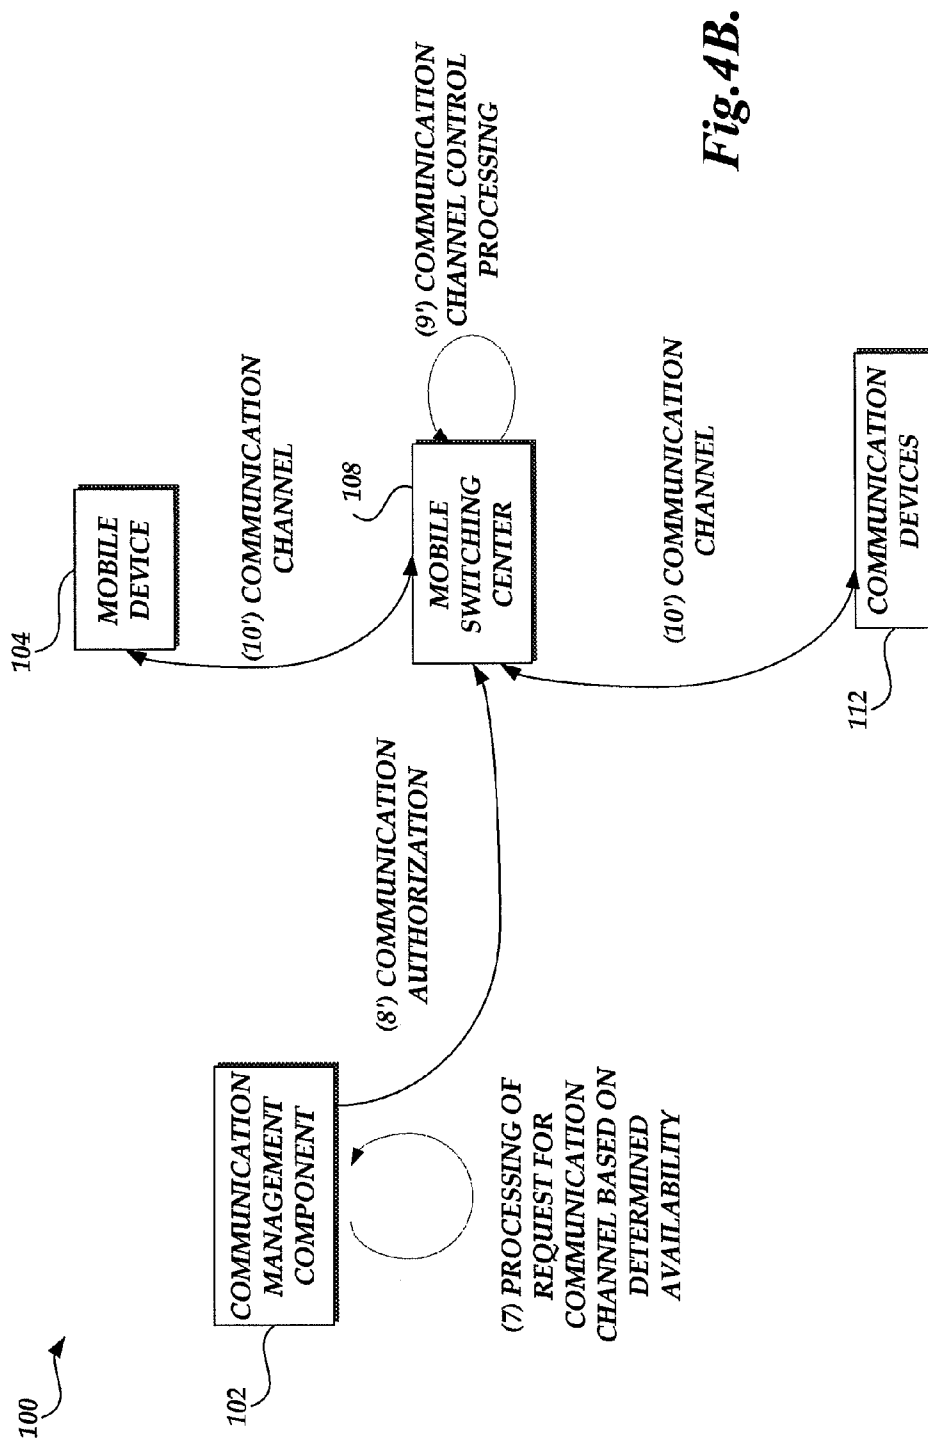 100
102
COMMUNICATION
MANAGEMENT
COMPONENT
(7) PROCESSING OF
REQUEST FOR
COMMUNICATION
CHANNEL BASED ON
DETERMINED
AVAILABILITY
(8') COMMUNICATION
AUTHORIZATION
104
MOBILE
DEVICE
(10') COMMUNICATION
CHANNEL
108
MOBILE
SWITCHING
CENTER
(9') COMMUNICATION
CHANNEL CONTROL
PROCESSING
(10') COMMUNICATION
CHANNEL
112
COMMUNICATION
DEVICES
Fig.4B.